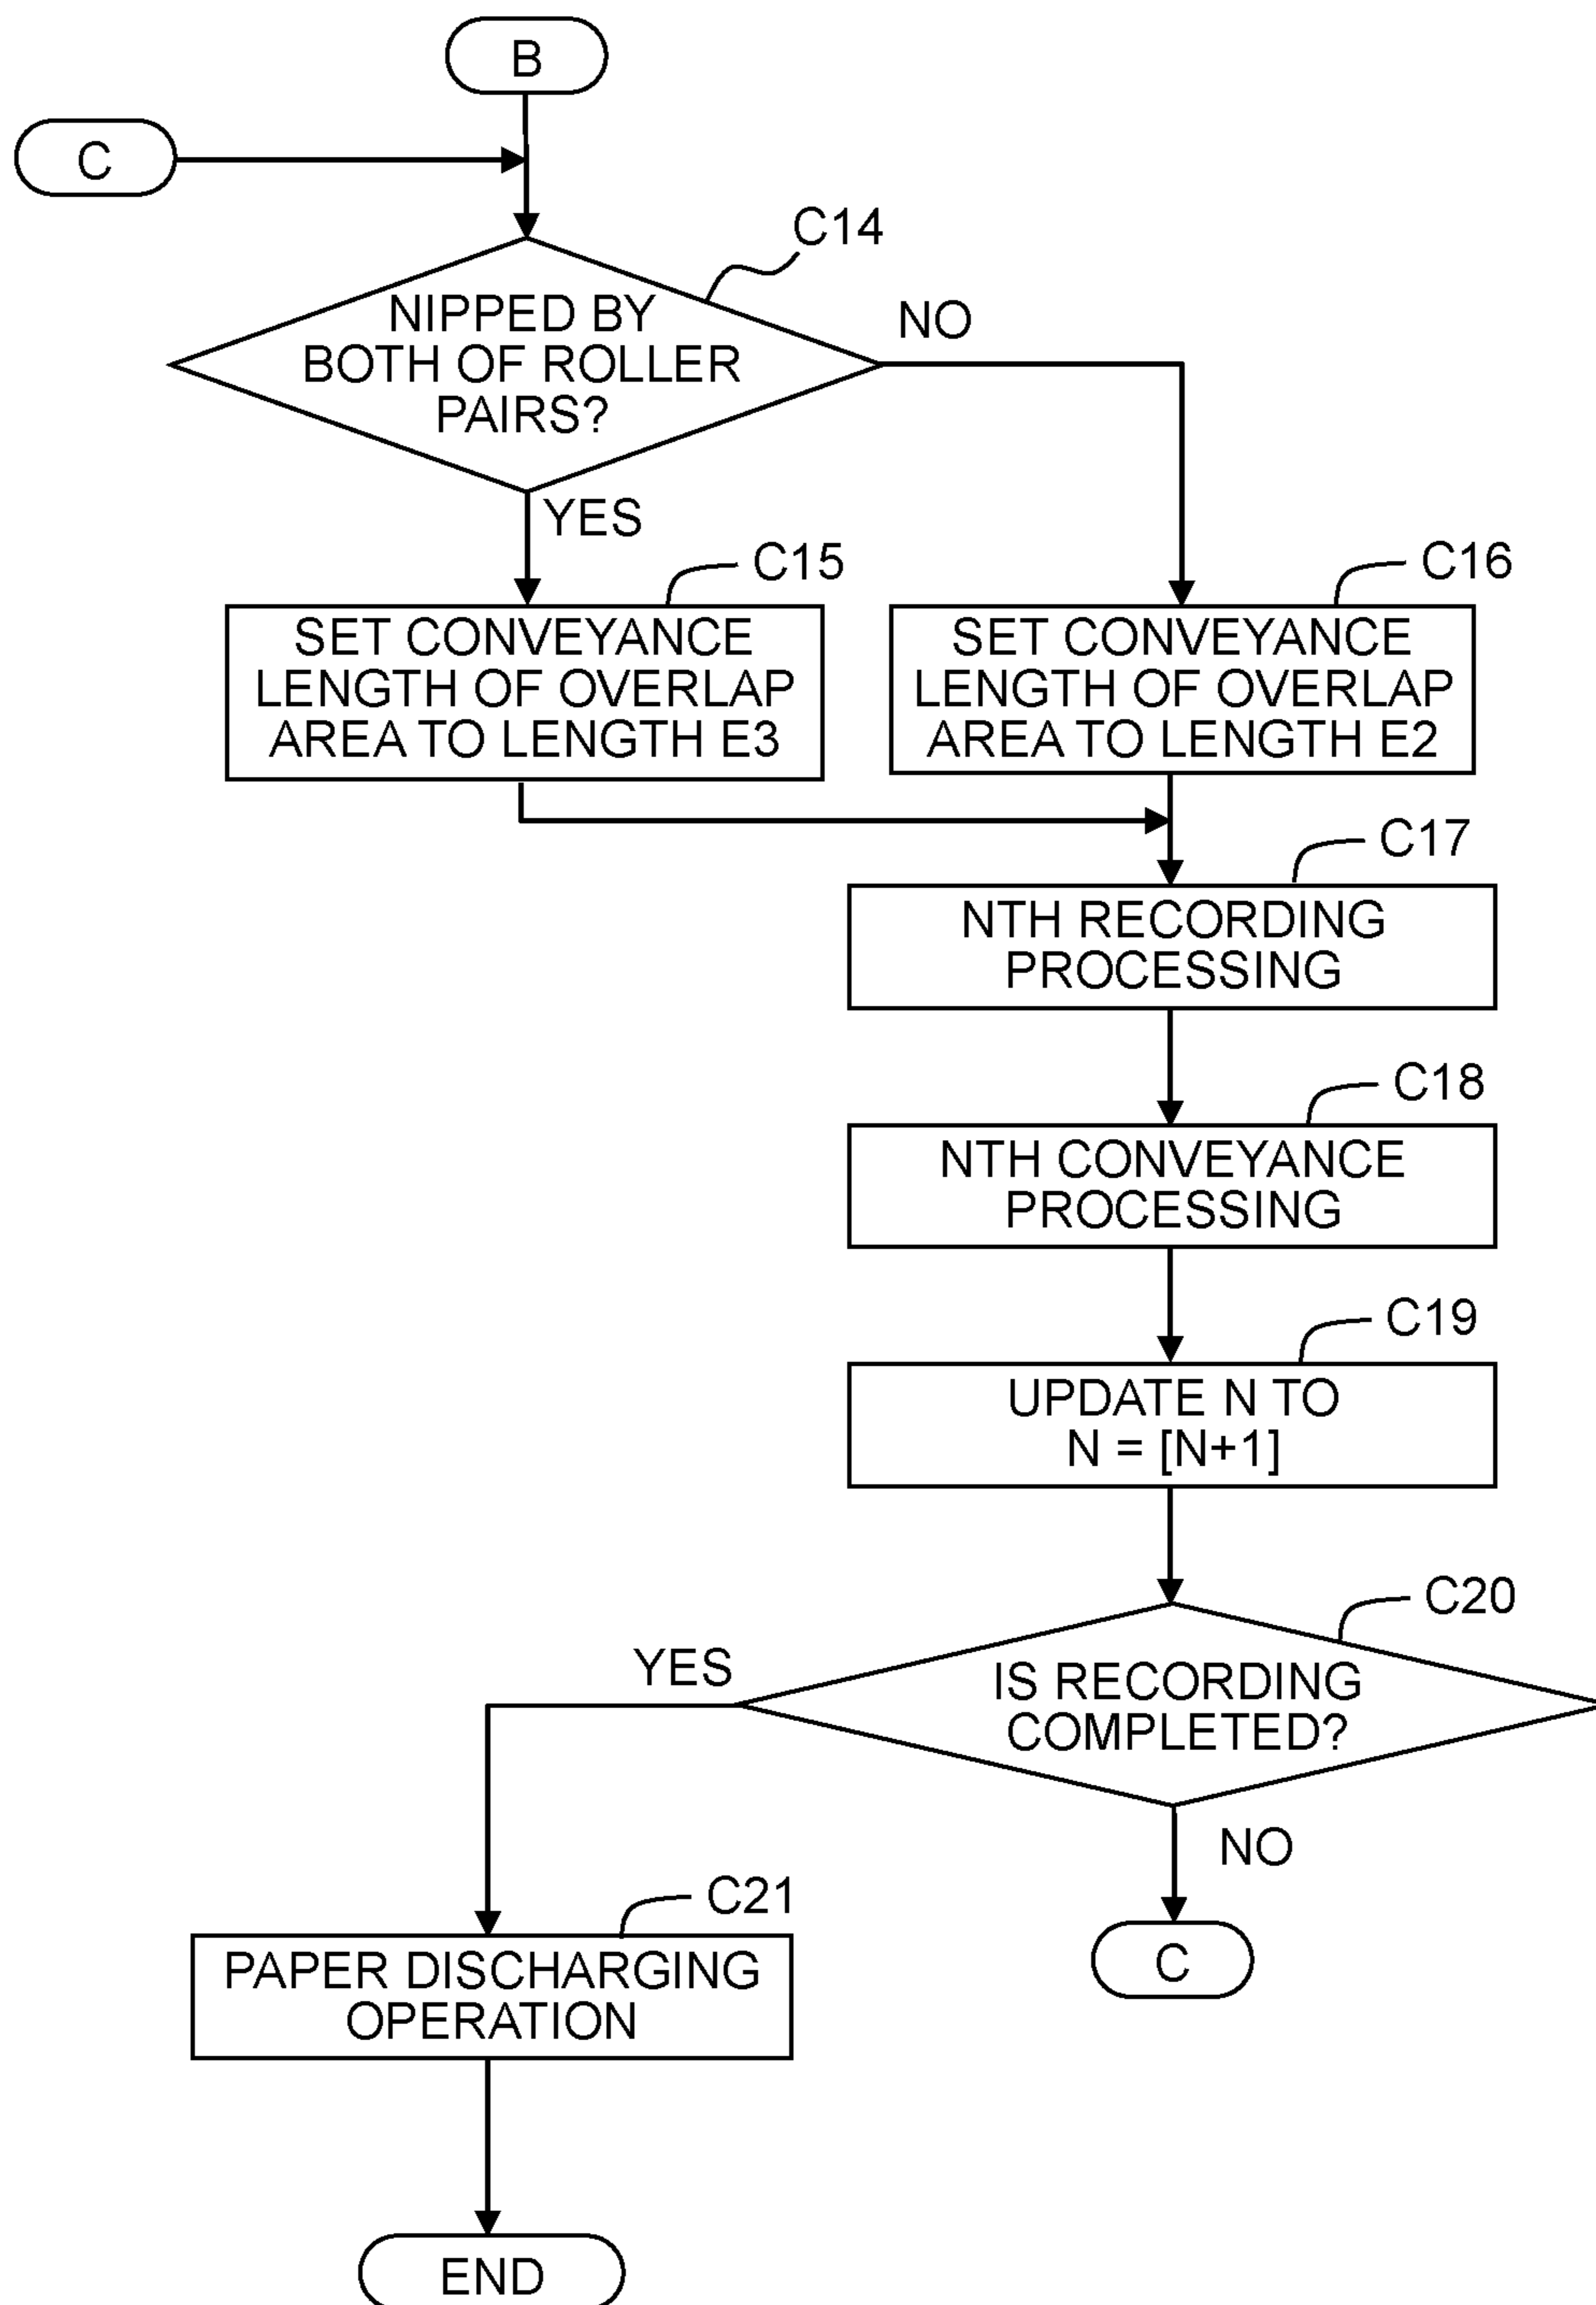 B
C
C14
NIPPED BY
BOTH OF ROLLER
PAIRS?
NO
YES
C15
C16
SET CONVEYANCE
LENGTH OF OVERLAP
AREA TO LENGTH E3
SET CONVEYANCE
LENGTH OF OVERLAP
AREA TO LENGTH E2
C17
NTH RECORDING
PROCESSING
C18
NTH CONVEYANCE
PROCESSING
C19
UPDATE N TO
N = [N+1]
C20
YES
IS RECORDING
COMPLETED?
NO
C21
PAPER DISCHARGING
OPERATION
C
END